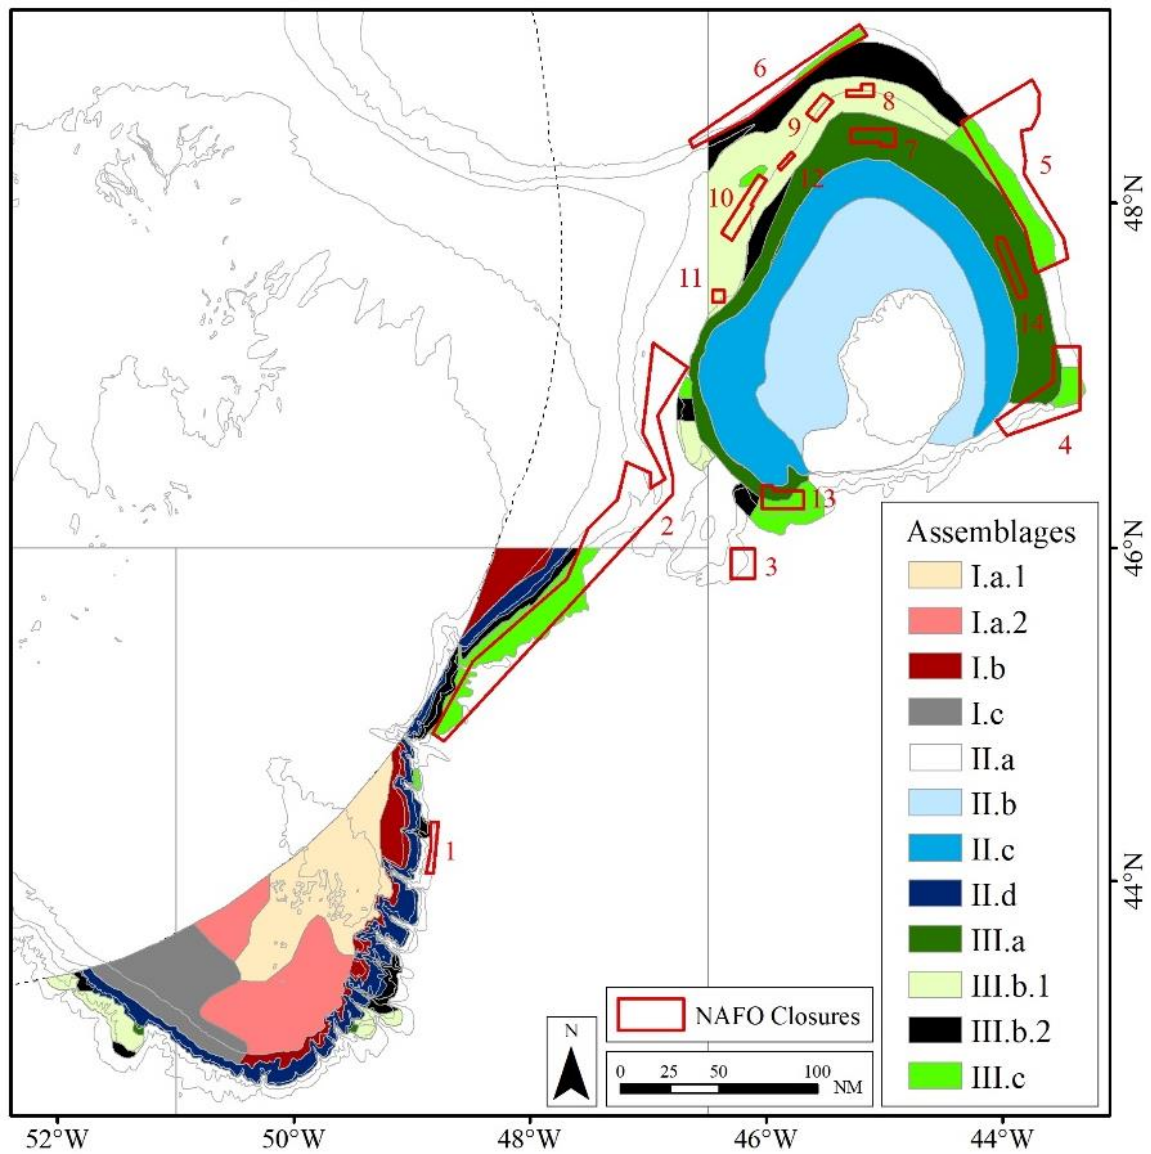 6
5
8
9
7
12
10
48°N
11
14
4
2
13
3
46°N
Assemblages
I.a.1
I.a.2
I.b
I.c
II.a
II.b
II.c
II.d
III.a
III.b.1
III.b.2
III.c
1
44°N
NAFO Closures
N
0 25 50 100
NM
52°W 50°W 48°W 46°W 44°W